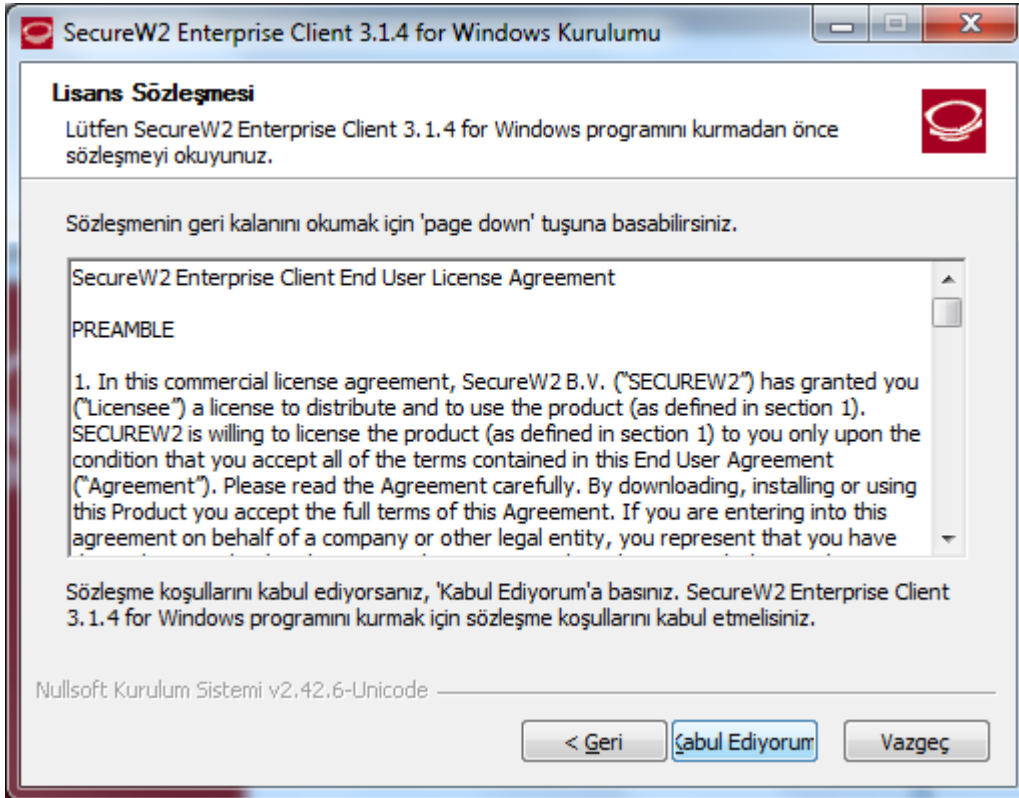 SecureW2 Enterprise Client 3.1.4 for Windows Kurulumu
Lisans Sözleşmesi
Lütfen SecureW2 Enterprise Client 3.1.4 for Windows programını kurmadan önce
sözleşmeyi okuyunuz.
Sözleşmenin geri kalanını okumak için 'page down' tuşuna basabilirsiniz.
SecureW2 Enterprise Client End User License Agreement
PREAMBLE
1. In this commercial license agreement, SecureW2 B.V. (“SECUREW2”) has granted you
(“Licensee”) a license to distribute and to use the product (as defined in section 1).
SECUREW2 is willing to license the product (as defined in section 1) to you only upon the
condition that you accept all of the terms contained in this End User Agreement
(“Agreement”). Please read the Agreement carefully. By downloading, installing or using
this Product you accept the full terms of this Agreement. If you are entering into this
agreement on behalf of a company or other legal entity, you represent that you have
Sözleşme koşullarını kabul ediyorsanız, 'Kabul Ediyorum'a basınız. SecureW2 Enterprise Client
3.1.4 for Windows programını kurmak için sözleşme koşullarını kabul etmelisiniz.
Nullsoft Kurulum Sistemi v2.42.6-Unicode
< Geri
Kabul Ediyorum
Vazgeç